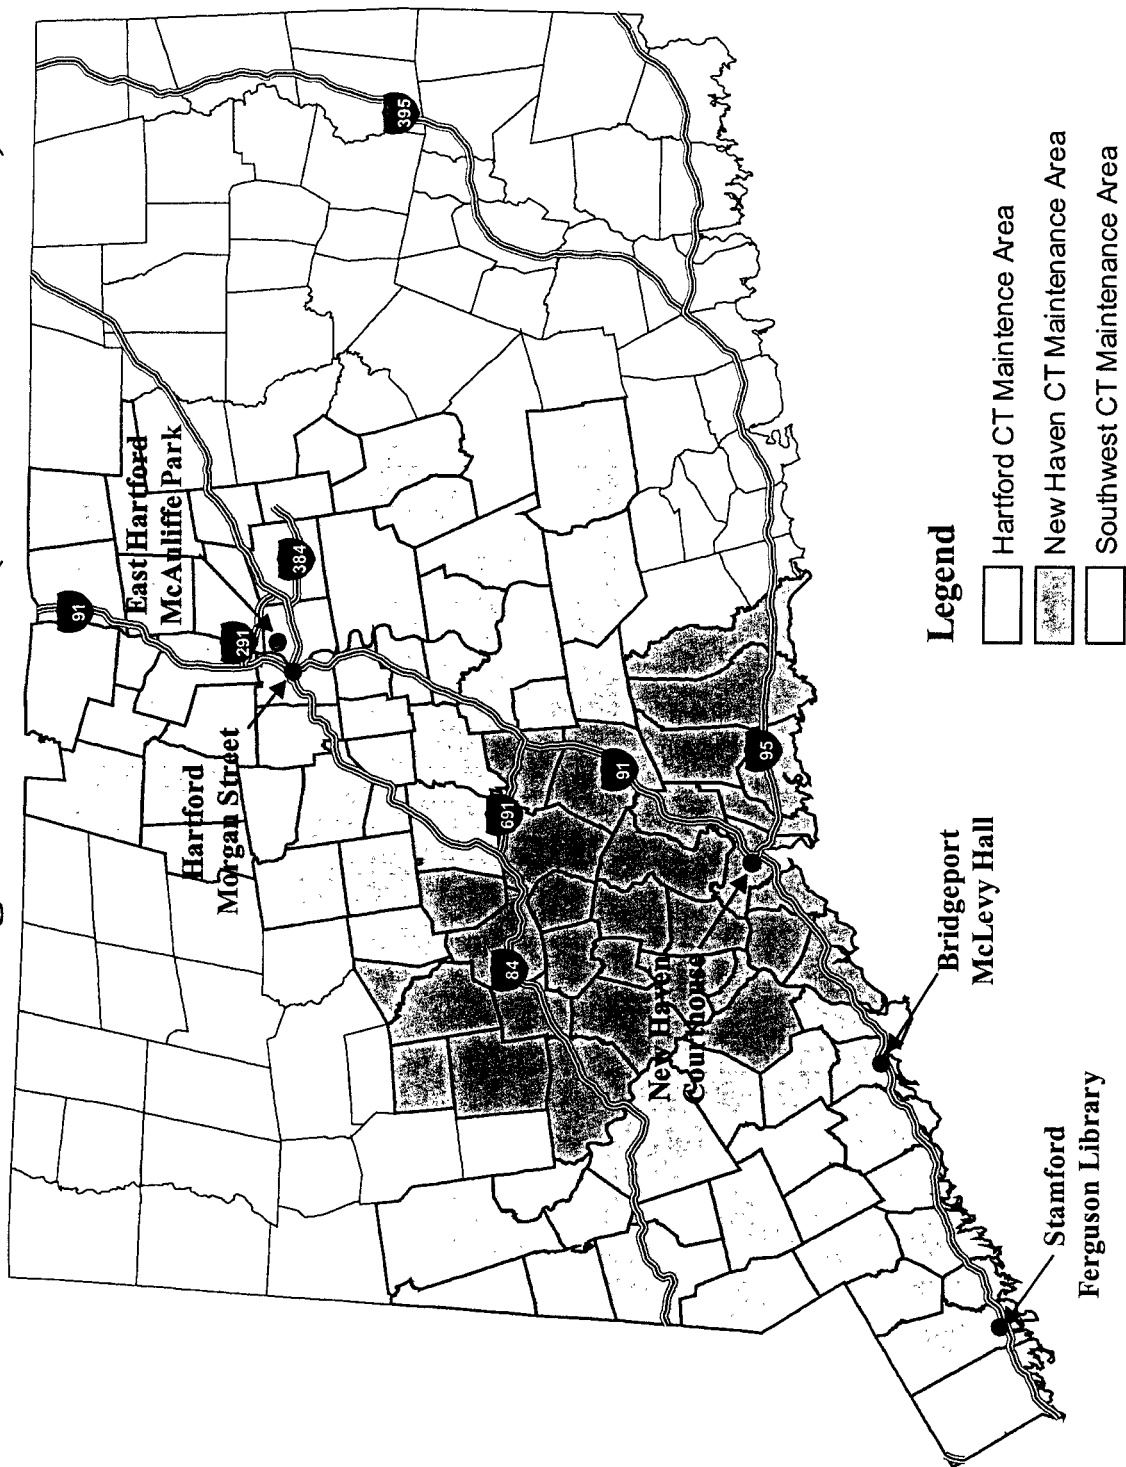 395
91
East Hartford
McAuliffe Park
384
291
Hartford
Morgan Street
691
91
95
84
New Haven
Courthouse
Bridgeport
McLevy Hall
Stamford
Ferguson Library
Legend
Hartford CT Maintence Area
New Haven CT Maintenance Area
Southwest CT Maintenance Area